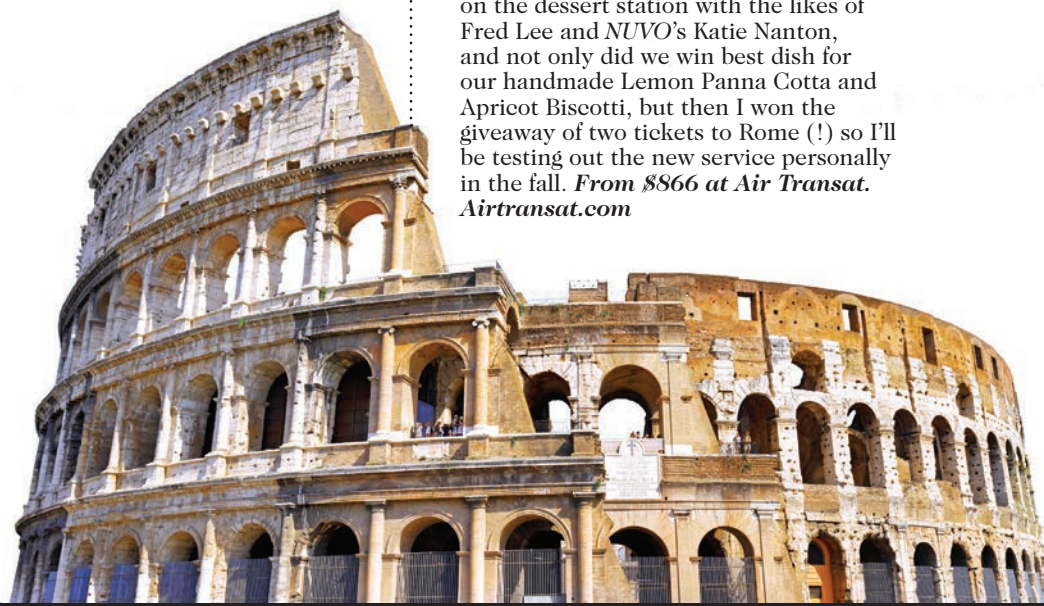 on the dessert station with the likes of
Fred Lee and NUVO's Katie Nanton,
and not only did we win best dish for
our handmade Lemon Panna Cotta and
Apricot Biscotti, but then I won the
giveaway of two tickets to Rome (!) so I'll
be testing out the new service personally
in the fall. From $866 at Air Transat.
Airtransat.com